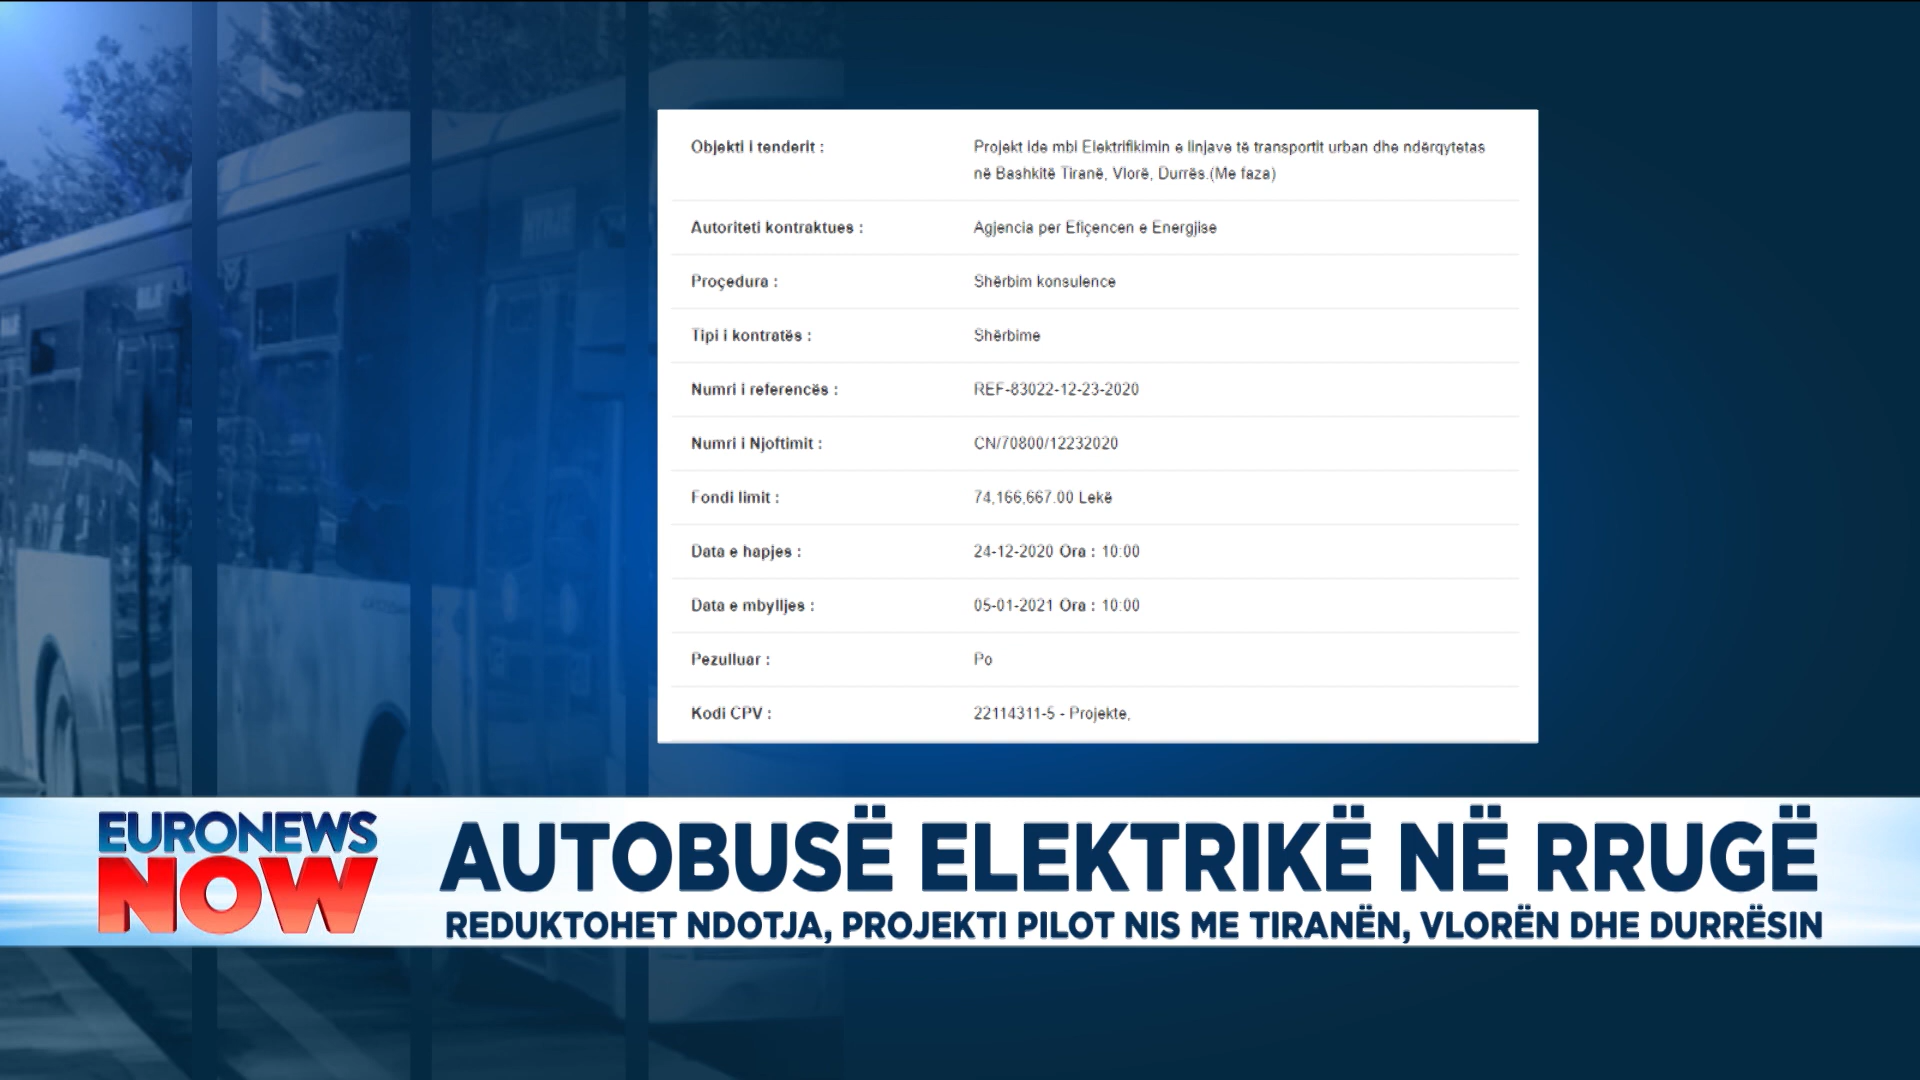 Objekti i tenderit :
Projekt ide mbi Elektrifikimin e linjave të transportit urban dhe ndërqytetas
në Bashkitë Tiranë, Vlorë, Durrës.(Me faza)
Autoriteti kontraktues :
Agjencia per Efiçencen e Energjise
Proçedura :
Shërbim konsulence
Tipi i kontratës :
Shërbime
Numri i referencës :
REF-83022-12-23-2020
Numri i Njoftimit :
CN/70800/12232020
Fondi limit :
74,166,667.00 Lekë
Data e hapjes :
24-12-2020 Ora : 10:00
Data e mbylljes :
05-01-2021 Ora : 10:00
Pezulluar :
Po
Kodi CPV :
22114311-5 - Projekte,
EURONEWS
NOW
AUTOBUSË ELEKTRIKË NË RRUGË
REDUKTOHET NDOTJA, PROJEKTI PILOT NIS ME TIRANËN, VLORËN DHE DURRËSIN